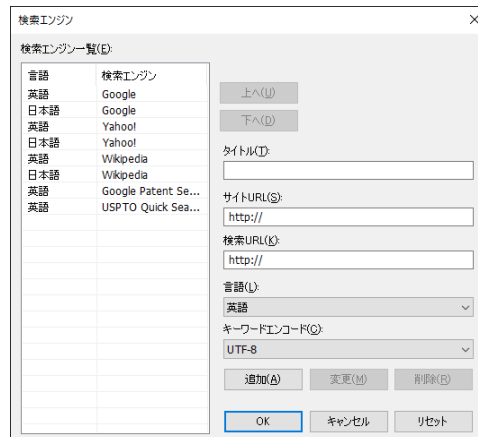 検索エンジン
検索エンジン一覧(E):
言語 検索エンジン
英語 Google
日本語 Google
英語 Yahoo!
日本語 Yahoo!
英語 Wikipedia
日本語 Wikipedia
英語 Google Patent Se...
英語 USPTO Quick Sea...
上へ(U)
下へ(D)
タイトル(T):
サイトURL(S):
http://
検索URL(K):
http://
言語(L):
英語
キーワードエンコード(C):
UTF-8
追加(A) 変更(M) 削除(R)
OK キャンセル リセット